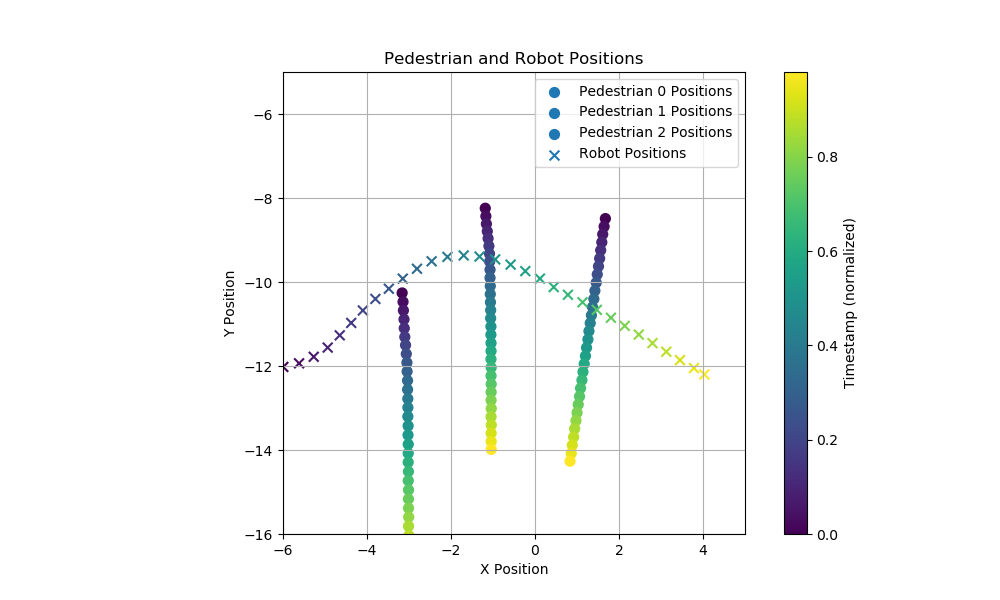 Pedestrian and Robot Positions
Pedestrian 0 Positions
Pedestrian 1 Positions
Pedestrian 2 Positions
Robot Positions
Y Position
−6
−8
−10
−12
−14
−16
−6
−4
−2
0
2
4
X Position
0.8
0.6
0.4
0.2
0.0
Timestamp (normalized)